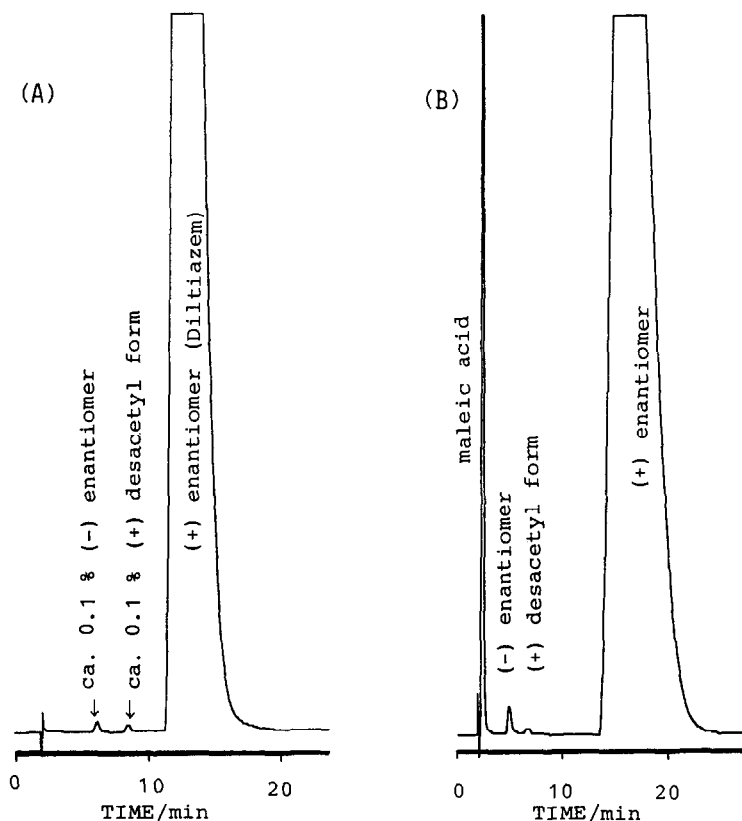 (A)
ca. 0.1 % (-) enantiomer
ca. 0.1 % (+) desacetyl form
(+) enantiomer (Diltiazem)
0 10 20
TIME/min
(B)
maleic acid
(-) enantiomer
(+) desacetyl form
(+) enantiomer
0 10 20
TIME/min